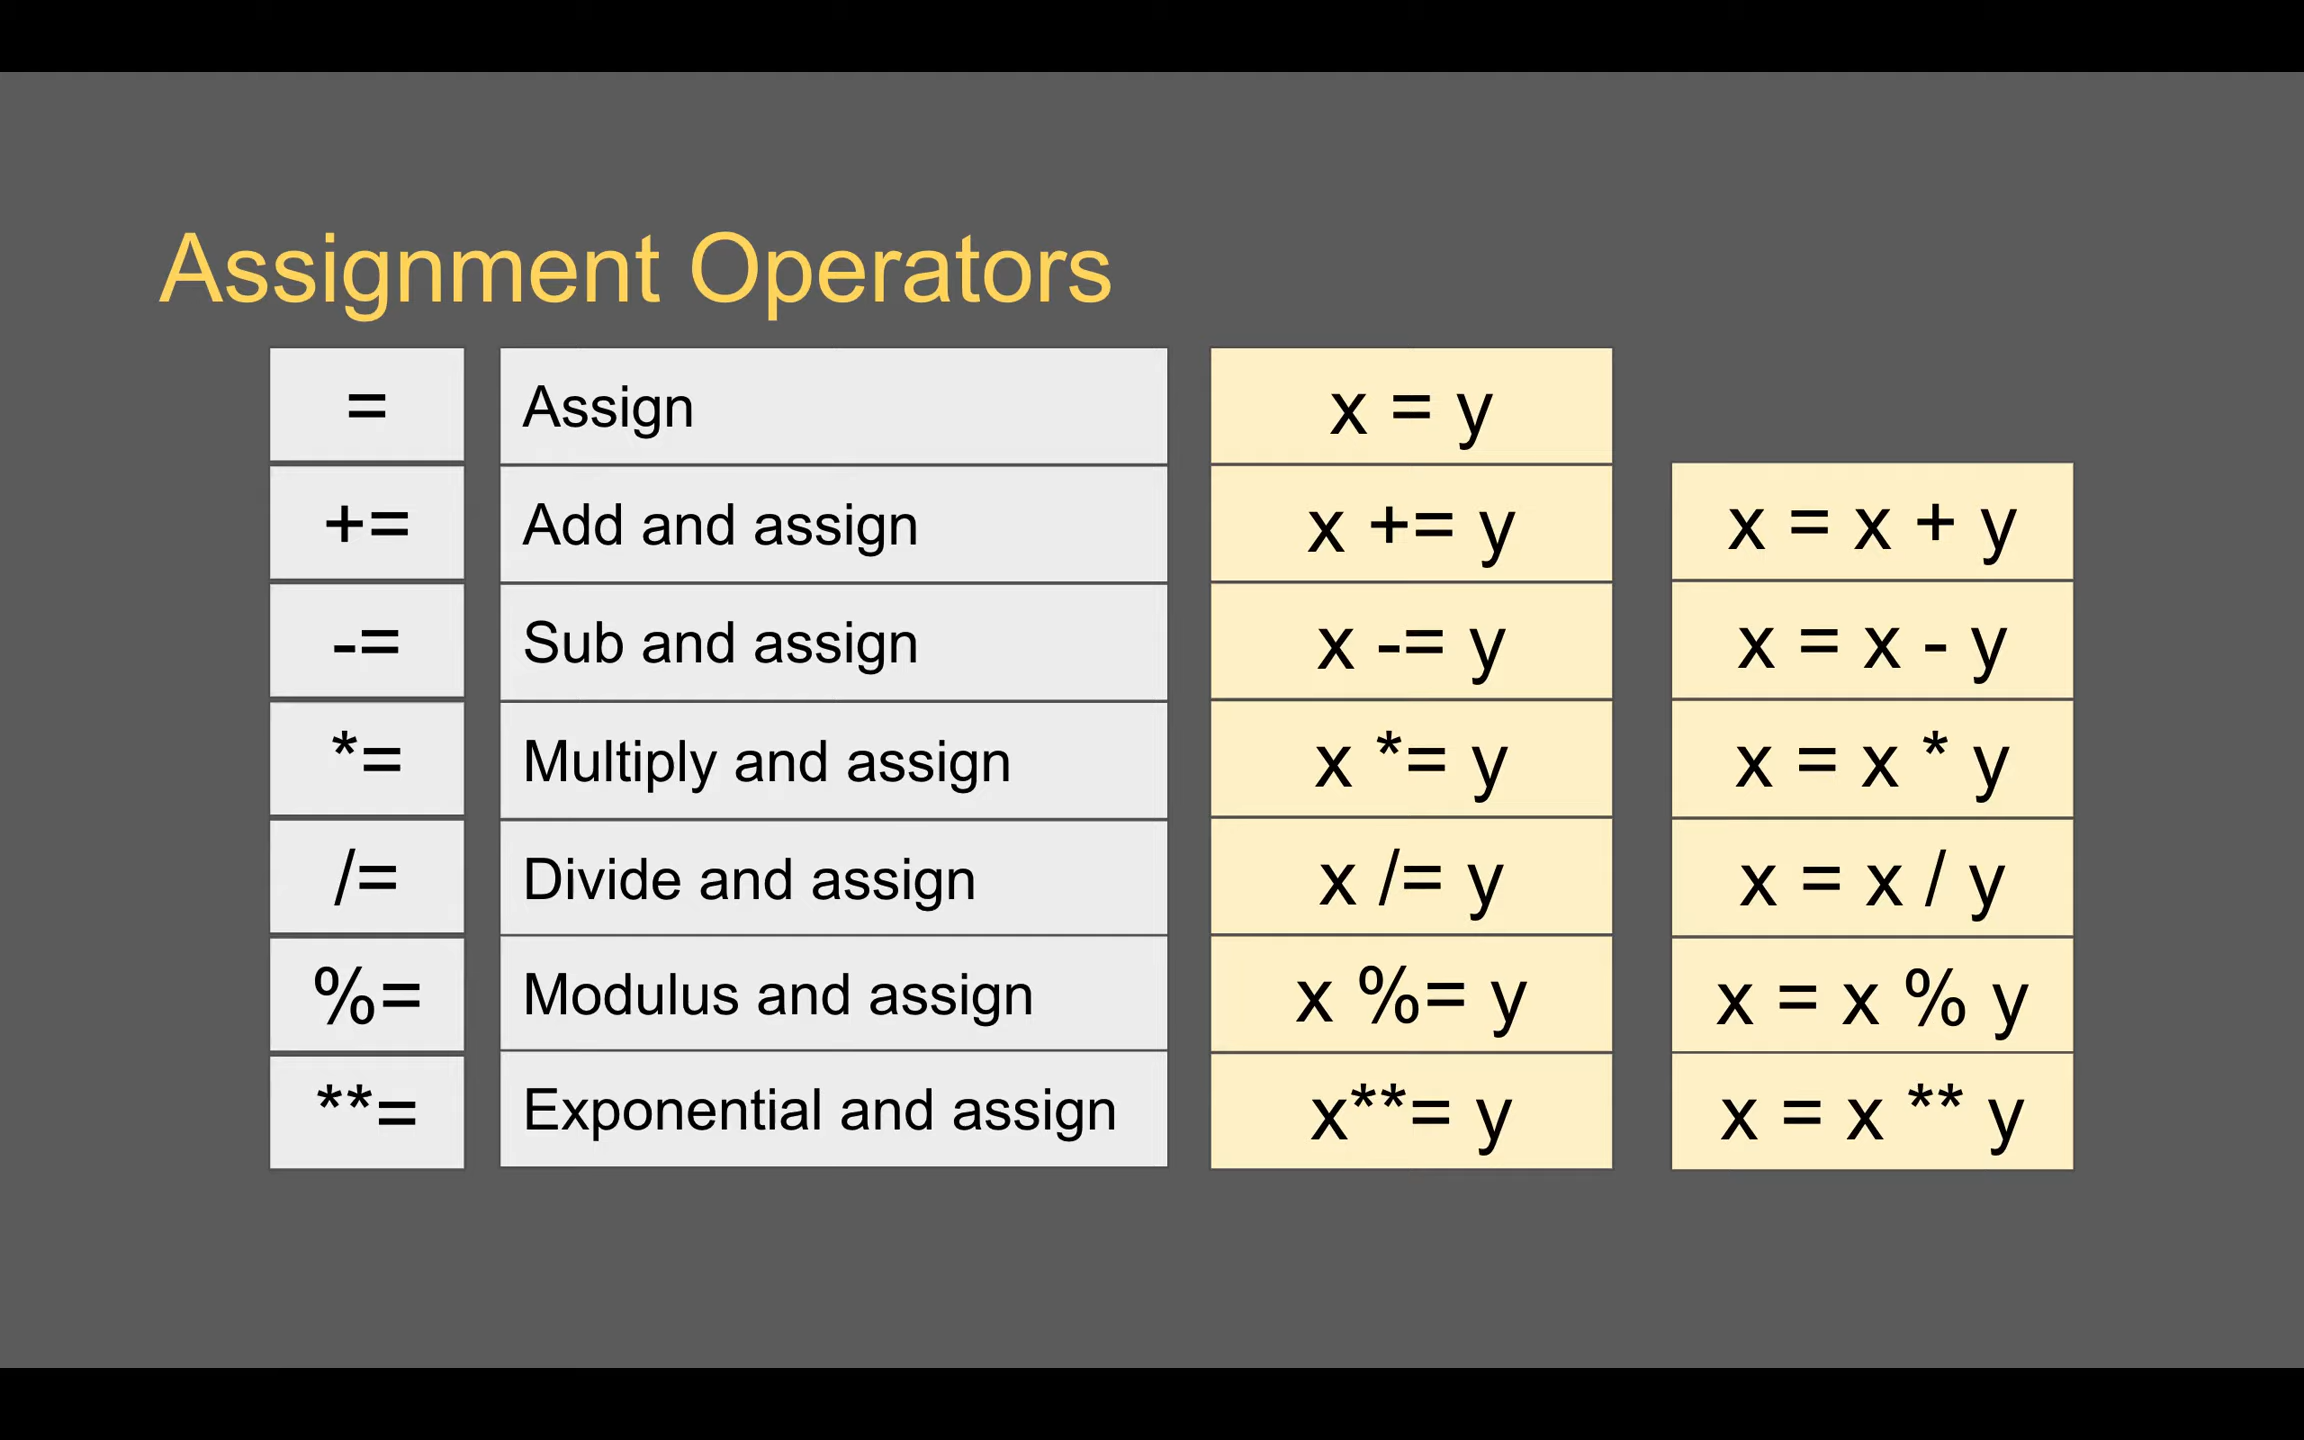 Assignment Operators
= Assign x = y
+= Add and assign x += y x = x + y
-= Sub and assign x -= y x = x - y
*= Multiply and assign x *= y x = x * y
/= Divide and assign x /= y x = x / y
%= Modulus and assign x %= y x = x % y
**= Exponential and assign x**= y x = x ** y